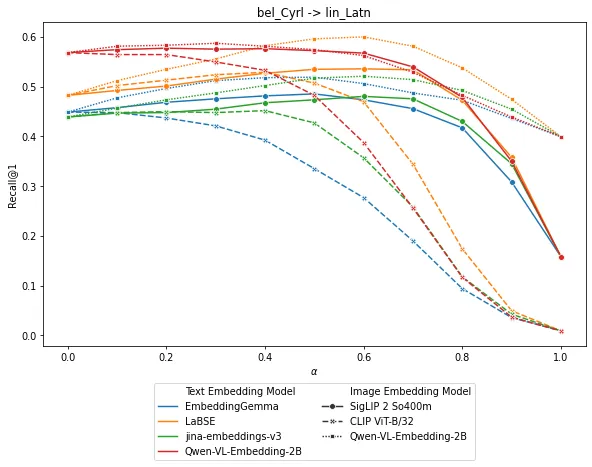 bel_Cyrl -> lin_Latn
Recall@1
0.6
0.5
0.4
0.3
0.2
0.1
0.0
0.0 0.2 0.4 0.6 0.8 1.0
α
Text Embedding Model Image Embedding Model
EmbeddingGemma SigLIP 2 So400m
LaBSE CLIP ViT-B/32
jina-embeddings-v3 Qwen-VL-Embedding-2B
Qwen-VL-Embedding-2B